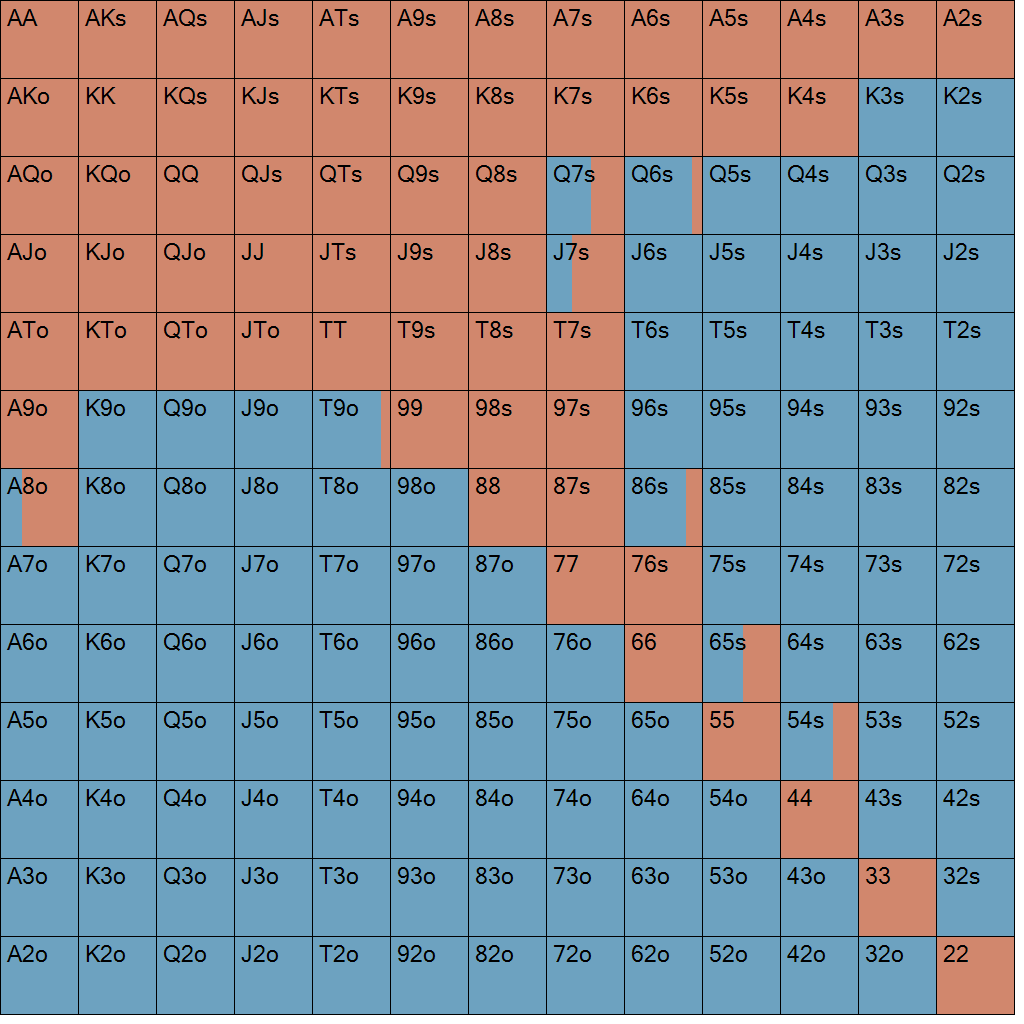 AA AKs AQs AJs ATs A9s A8s A7s A6s A5s A4s A3s A2s
AKo KK KQs KJs KTs K9s K8s K7s K6s K5s K4s K3s K2s
AQo KQo QQ QJs QTs Q9s Q8s Q7s Q6s Q5s Q4s Q3s Q2s
AJo KJo QJo JJ JTs J9s J8s J7s J6s J5s J4s J3s J2s
ATo KTo QTo JTo TT T9s T8s T7s T6s T5s T4s T3s T2s
A9o K9o Q9o J9o T9o 99 98s 97s 96s 95s 94s 93s 92s
A8o K8o Q8o J8o T8o 98o 88 87s 86s 85s 84s 83s 82s
A7o K7o Q7o J7o T7o 97o 87o 77 76s 75s 74s 73s 72s
A6o K6o Q6o J6o T6o 96o 86o 76o 66 65s 64s 63s 62s
A5o K5o Q5o J5o T5o 95o 85o 75o 65o 55 54s 53s 52s
A4o K4o Q4o J4o T4o 94o 84o 74o 64o 54o 44 43s 42s
A3o K3o Q3o J3o T3o 93o 83o 73o 63o 53o 43o 33 32s
A2o K2o Q2o J2o T2o 92o 82o 72o 62o 52o 42o 32o 22